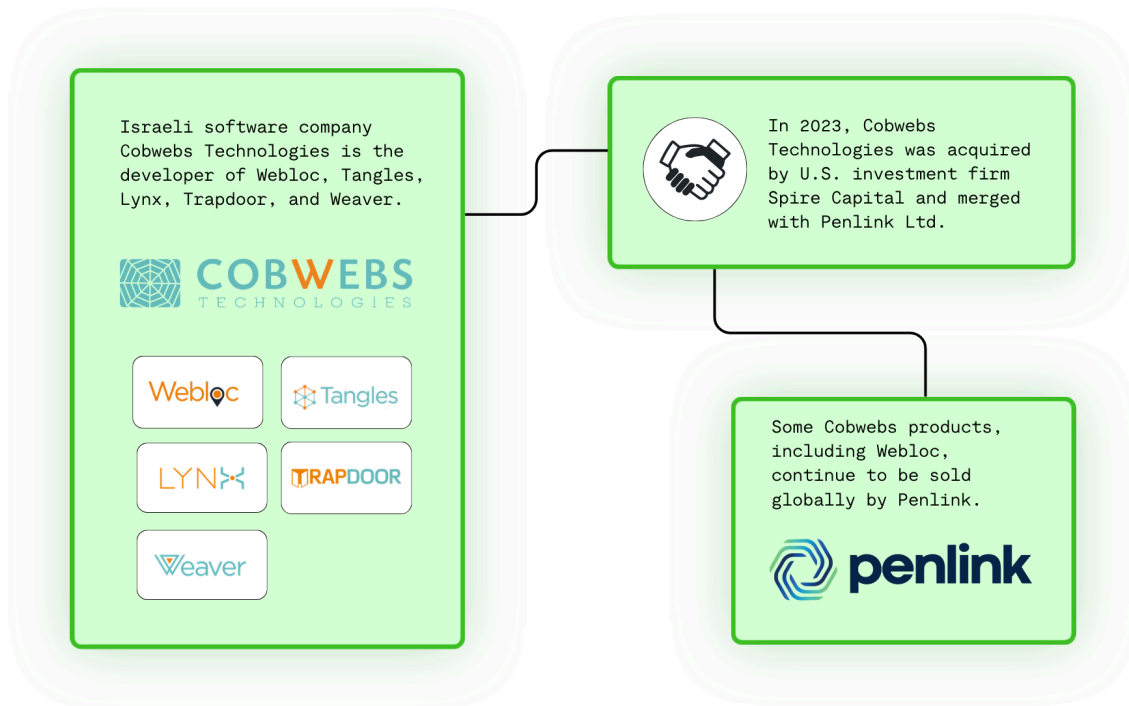 Israeli software company
Cobwebs Technologies is the
developer of Webloc, Tangles,
Lynx, Trapdoor, and Weaver.
COBWEBS
TECHNOLOGIES
Webloc
Tangles
LYNX
TRAPDOOR
Weaver
In 2023, Cobwebs
Technologies was acquired
by U.S. investment firm
Spire Capital and merged
with Penlink Ltd.
Some Cobwebs products,
including Webloc,
continue to be sold
globally by Penlink.
penlink